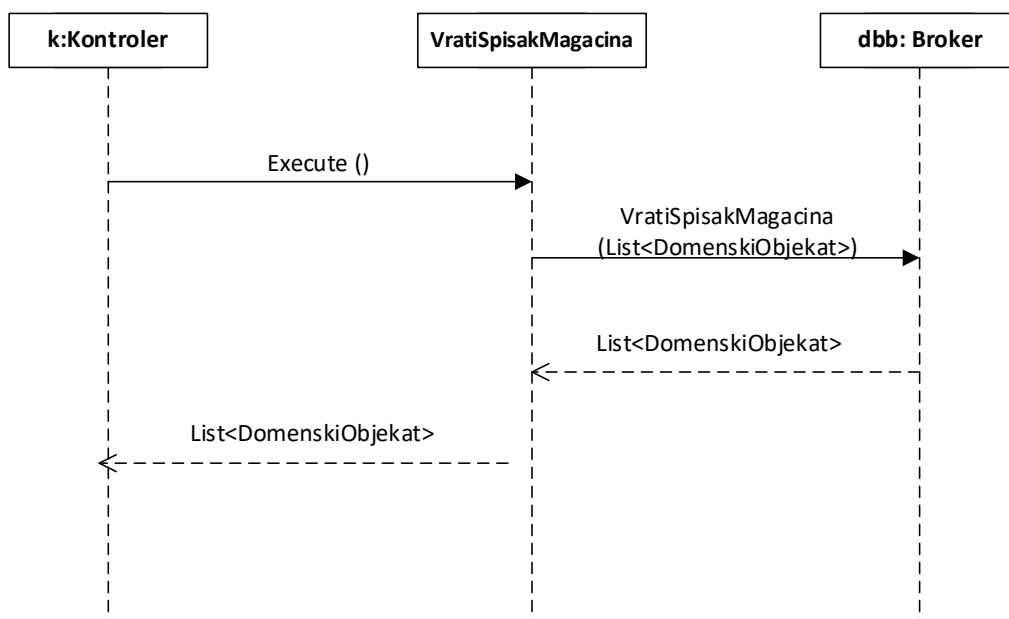 k:Kontroler
VratiSpisakMagacina
dbb: Broker
Execute ()
VratiSpisakMagacina
(List<DomenskiObjekat>)
List<DomenskiObjekat>
List<DomenskiObjekat>